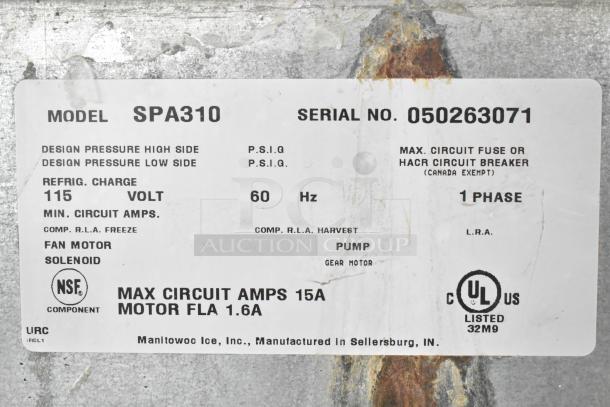 MODEL SPA310 SERIAL NO. 050263071
DESIGN PRESSURE HIGH SIDE P.S.I.G MAX. CIRCUIT FUSE OR
DESIGN PRESSURE LOW SIDE P.S.I.G. HACR CIRCUIT BREAKER
(CANADA EXEMPT)
REFRIG. CHARGE
115 VOLT 60 Hz 1 PHASE
MIN. CIRCUIT AMPS.
COMP. R.L.A. FREEZE COMP. R.L.A. HARVEST L.R.A.
FAN MOTOR PUMP
SOLENOID GEAR MOTOR
PCI
AUCTION GROUP
NSF®
COMPONENT
MAX CIRCUIT AMPS 15A
MOTOR FLA 1.6A
C UL US
LISTED
32M9
URC
Manitowoc Ice, Inc., Manufactured in Sellersburg, IN.